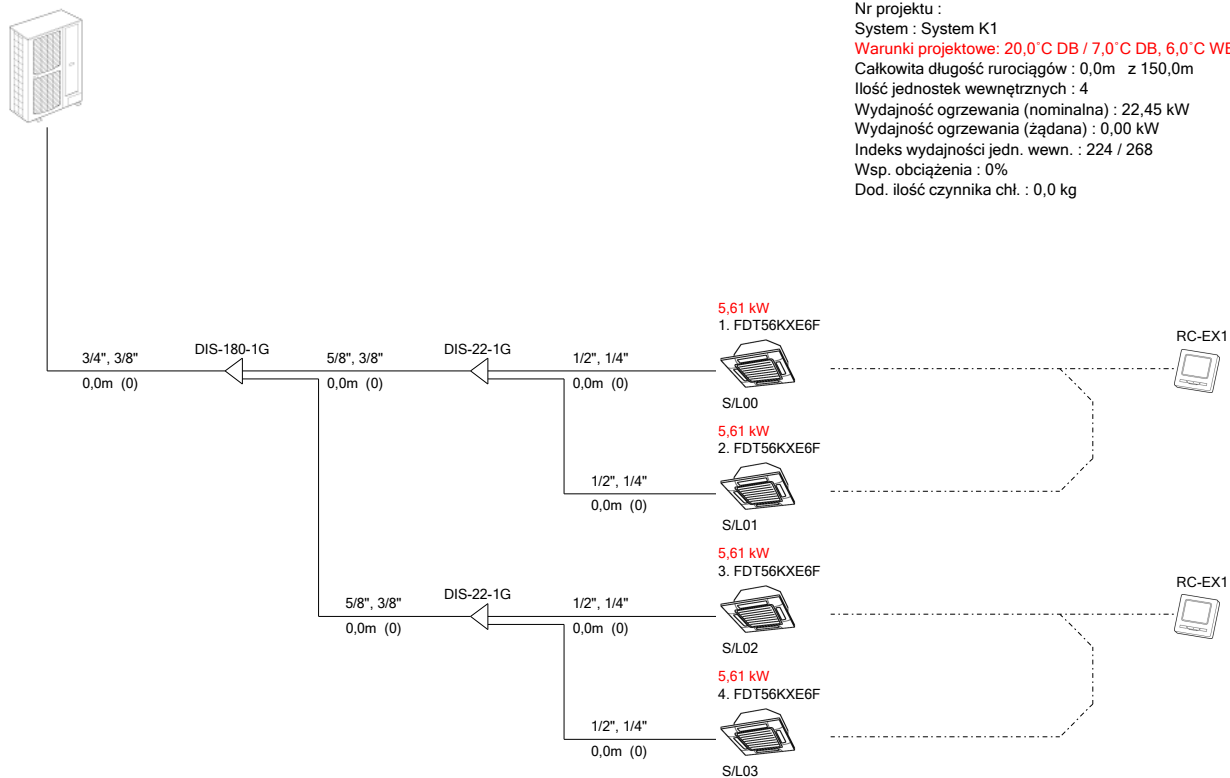 Nr projektu :
System : System K1
Warunki projektowe: 20,0˚C DB / 7,0˚C DB, 6,0˚C WB
Całkowita długość rurociągów : 0,0m z 150,0m
Ilość jednostek wewnętrznych : 4
Wydajność ogrzewania (nominalna) : 22,45 kW
Wydajność ogrzewania (żądana) : 0,00 kW
Indeks wydajności jedn. wewn. : 224 / 268
Wsp. obciążenia : 0%
Dod. ilość czynnika chł. : 0,0 kg
5,61 kW
1. FDT56KXE6F
RC-EX1
3/4", 3/8"
DIS-180-1G
5/8", 3/8"
DIS-22-1G
1/2", 1/4"
0,0m (0)
0,0m (0)
0,0m (0)
S/L00
5,61 kW
2. FDT56KXE6F
1/2", 1/4"
0,0m (0)
S/L01
5,61 kW
3. FDT56KXE6F
RC-EX1
5/8", 3/8"
DIS-22-1G
1/2", 1/4"
0,0m (0)
0,0m (0)
S/L02
5,61 kW
4. FDT56KXE6F
1/2", 1/4"
0,0m (0)
S/L03